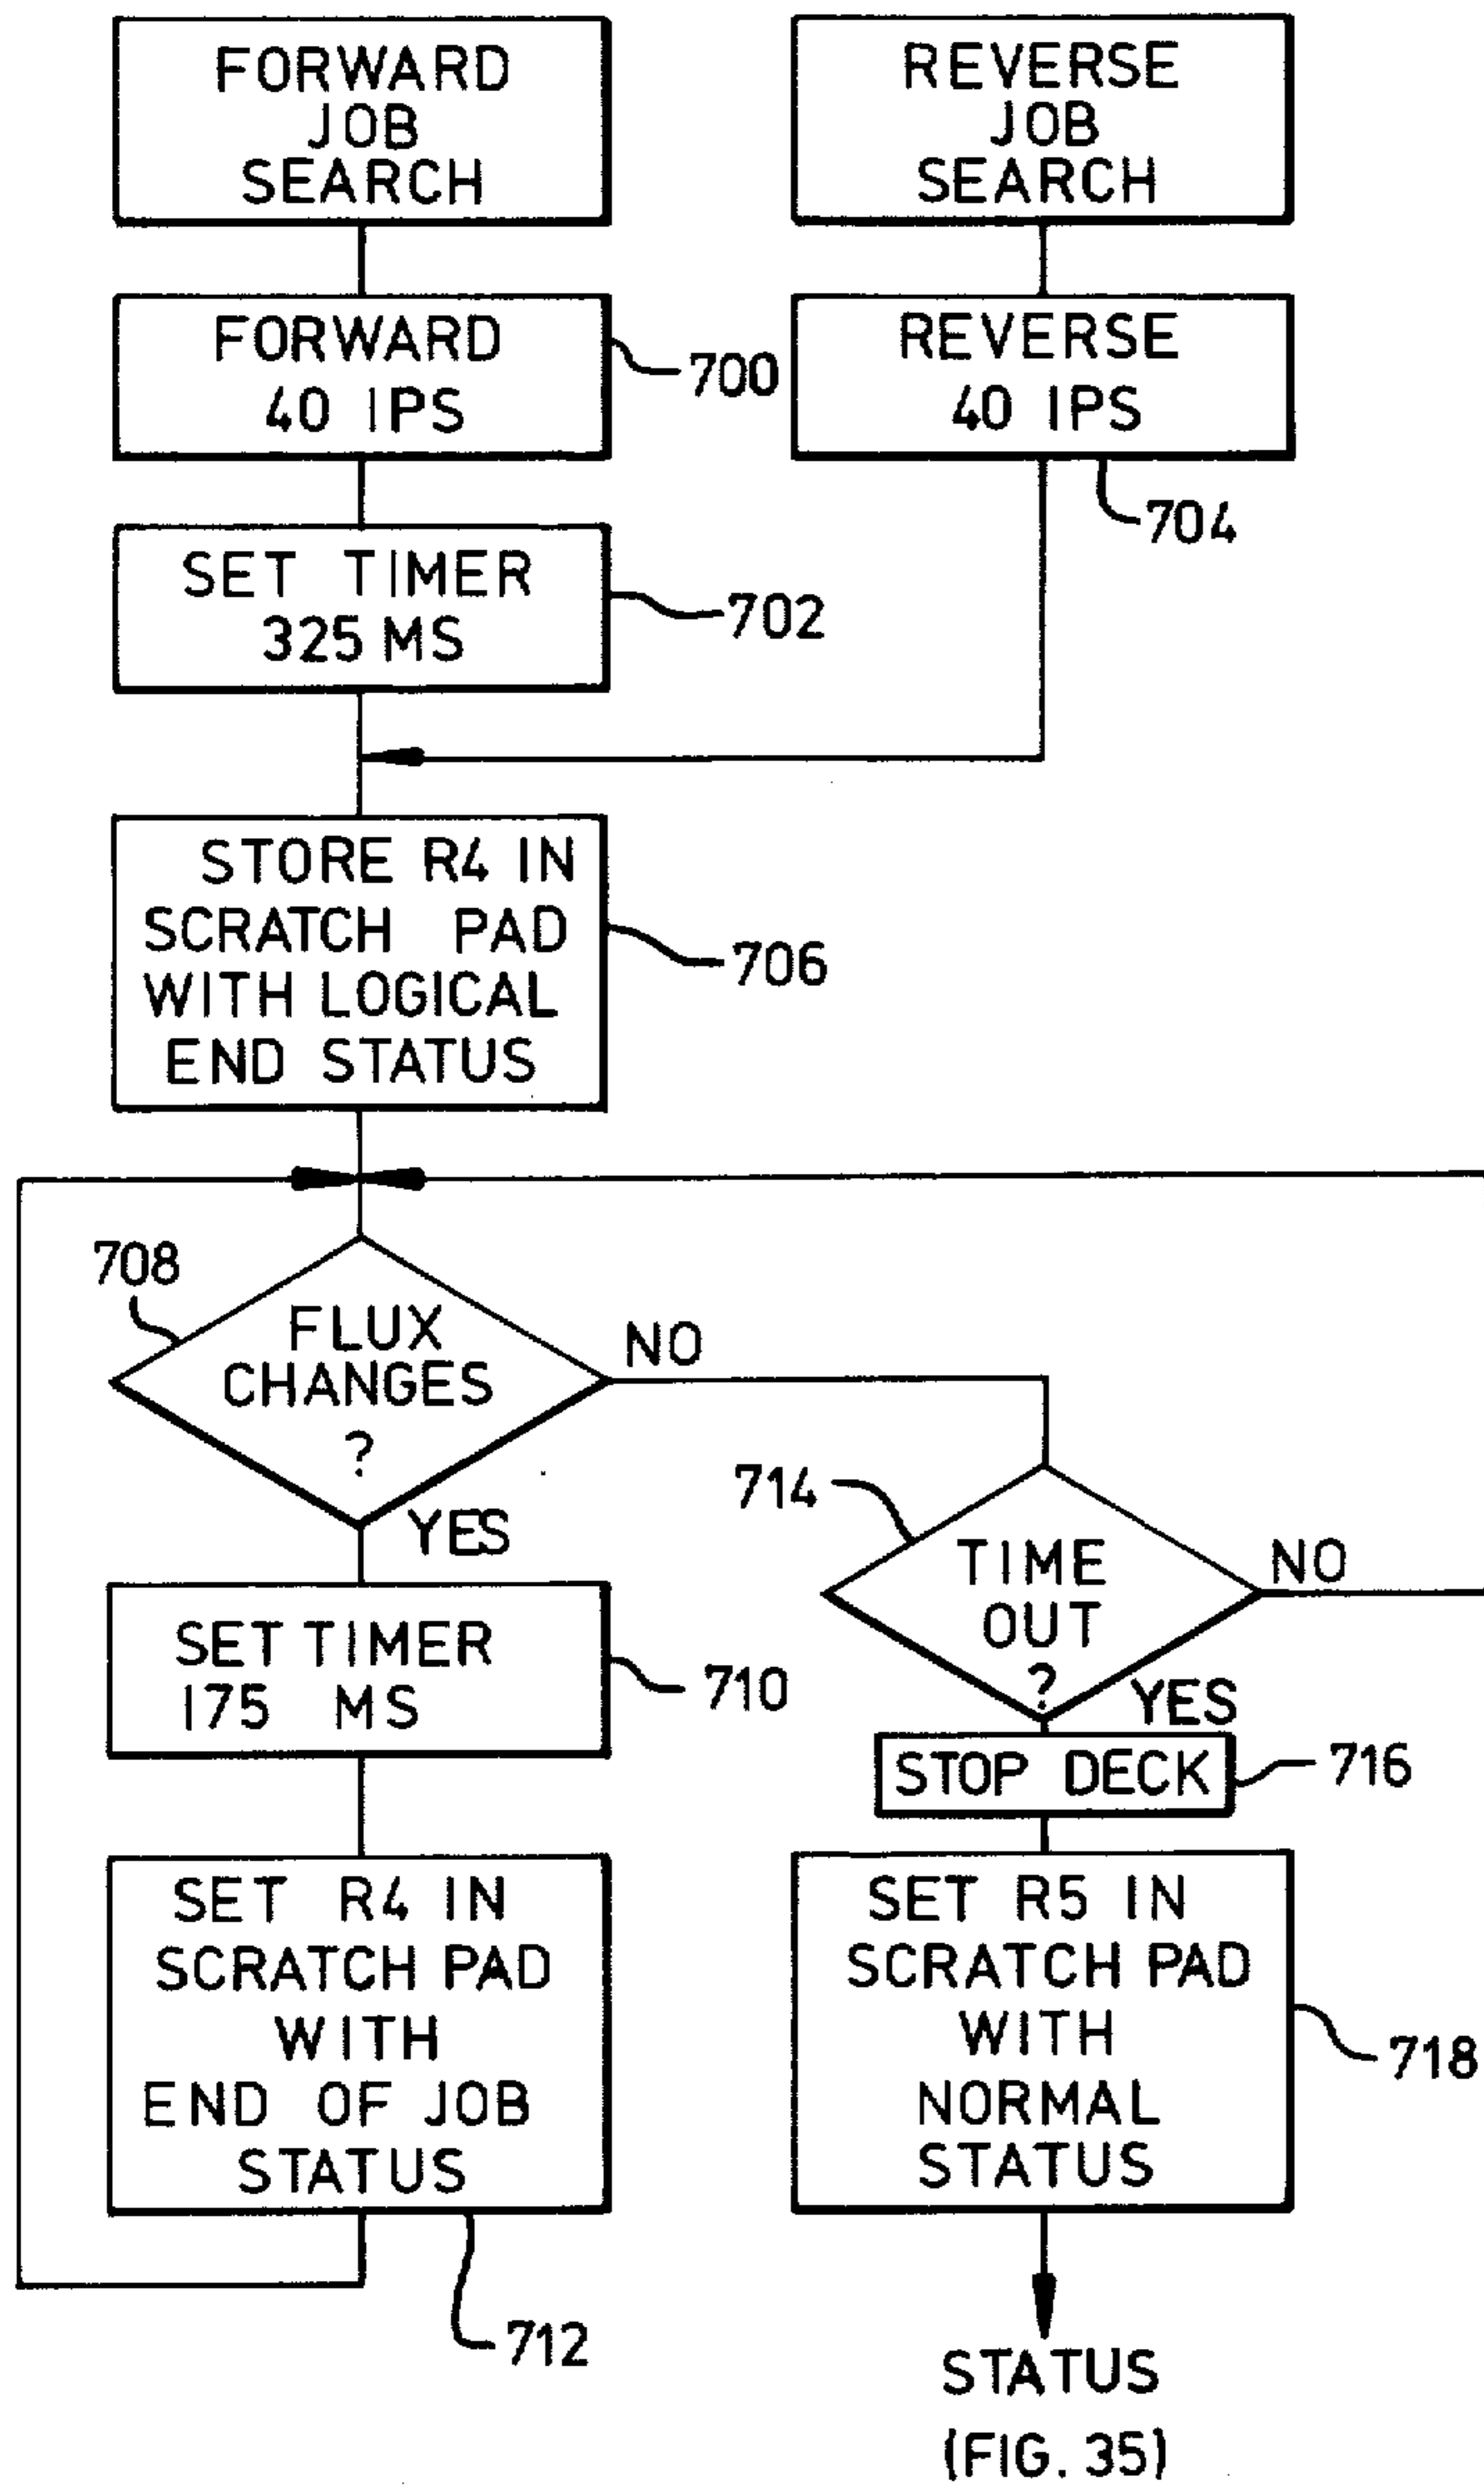 FORWARD
JOB
SEARCH
REVERSE
JOB
SEARCH
FORWARD
40 IPS
700
REVERSE
40 IPS
704
SET TIMER
325 MS
702
STORE R4 IN
SCRATCH PAD
WITH LOGICAL
END STATUS
706
708
FLUX
CHANGES
?
NO
YES
714
TIME
OUT
?
NO
YES
SET TIMER
175 MS
710
STOP DECK
716
SET R4 IN
SCRATCH PAD
WITH
END OF JOB
STATUS
712
SET R5 IN
SCRATCH PAD
WITH
NORMAL
STATUS
718
STATUS
(FIG. 35)